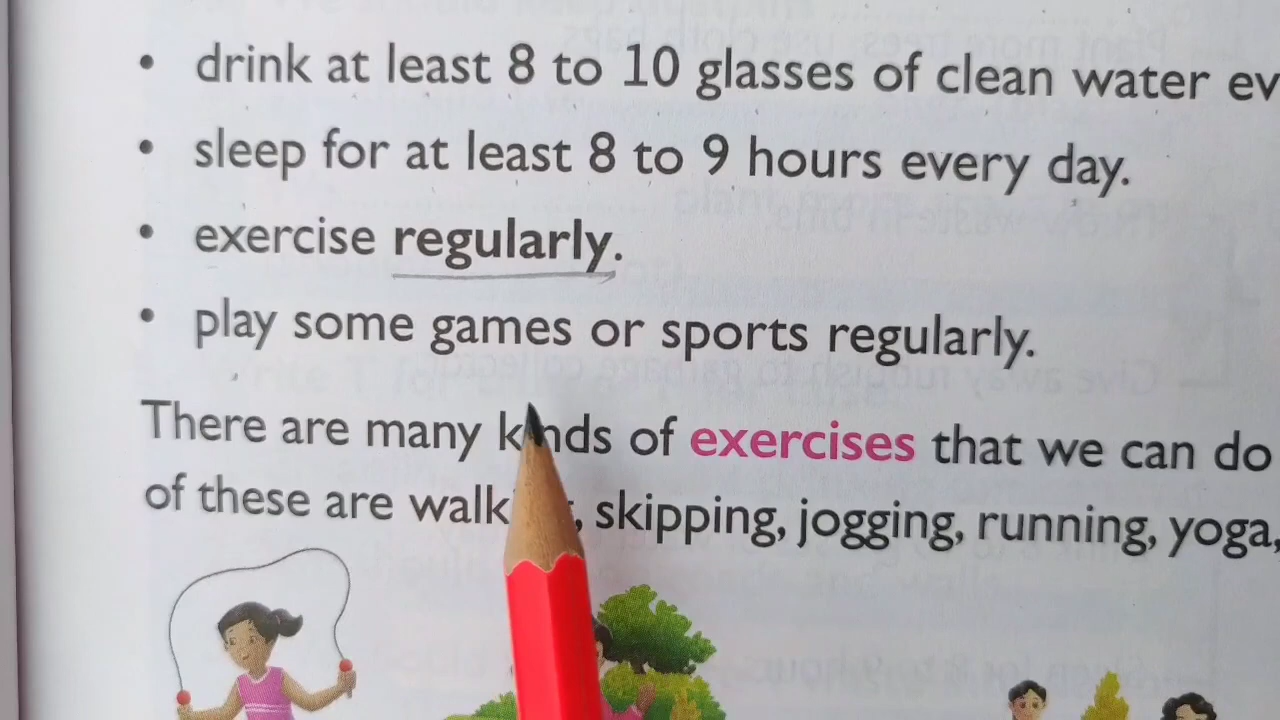 • drink at least 8 to 10 glasses of clean water ev
• sleep for at least 8 to 9 hours every day.
• exercise regularly.
• play some games or sports regularly.
There are many kinds of exercises that we can do
of these are walking, skipping, jogging, running, yoga,